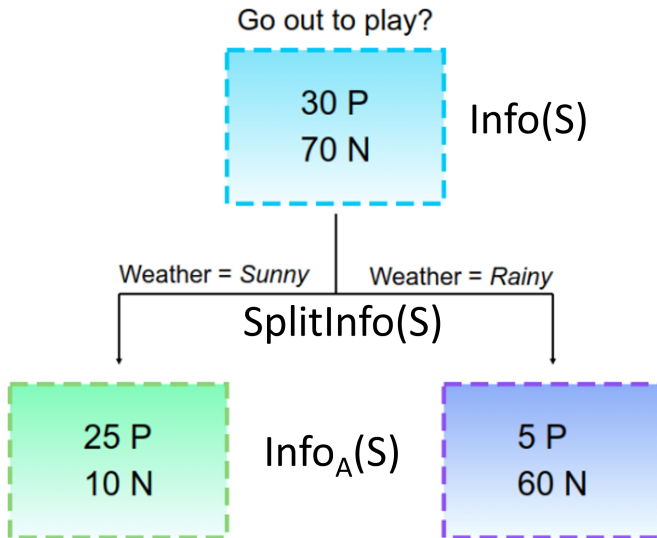 Go out to play?
30 P
70 N
Info(S)
Weather = Sunny
Weather = Rainy
SplitInfo(S)
25 P
10 N
InfoA(S)
5 P
60 N